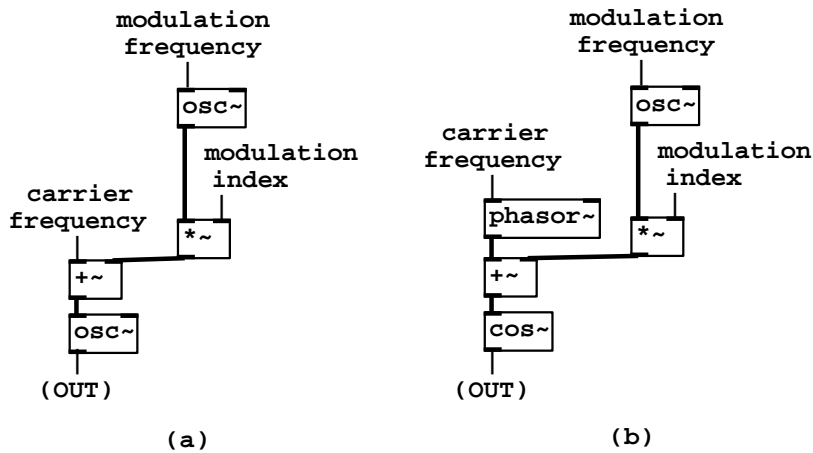 modulation
frequency
osc~
modulation
index
carrier
frequency
*~
+~
osc~
(OUT)
(a)
modulation
frequency
osc~
carrier
frequency
modulation
index
phasor~
*~
+~
cos~
(OUT)
(b)